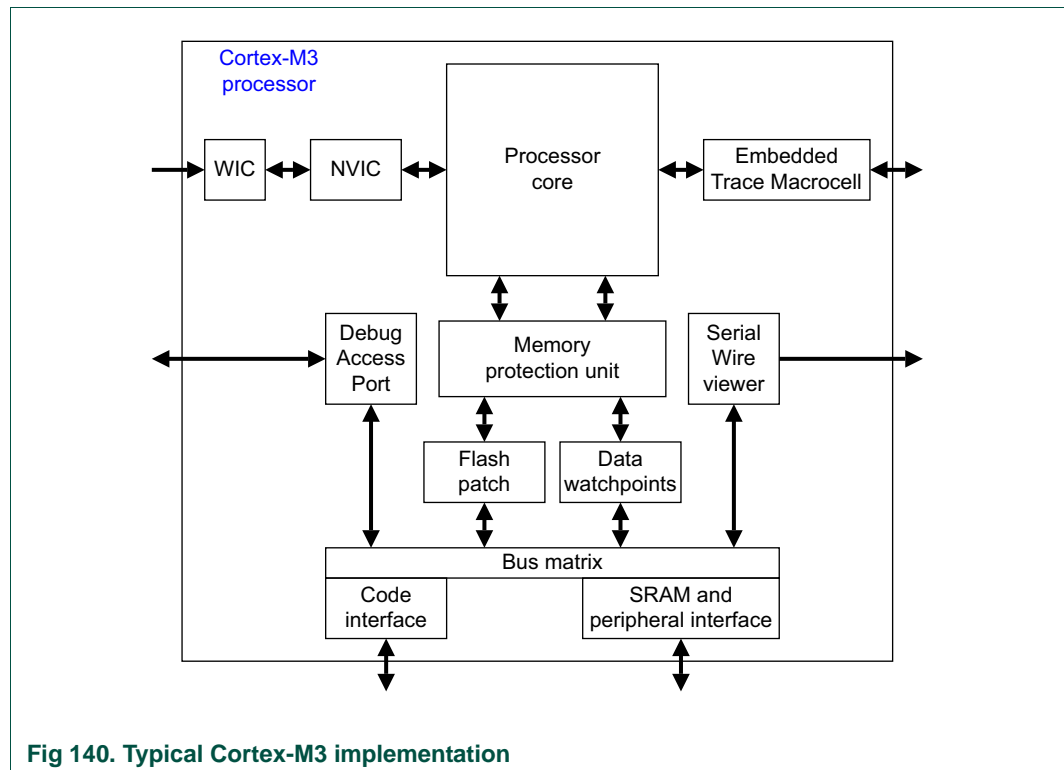 Cortex-M3
processor
WIC
NVIC
Processor
core
Embedded
Trace Macrocell
Debug
Access
Port
Memory
protection unit
Serial
Wire
viewer
Flash
patch
Data
watchpoints
Bus matrix
Code
interface
SRAM and
peripheral interface
Fig 140. Typical Cortex-M3 implementation